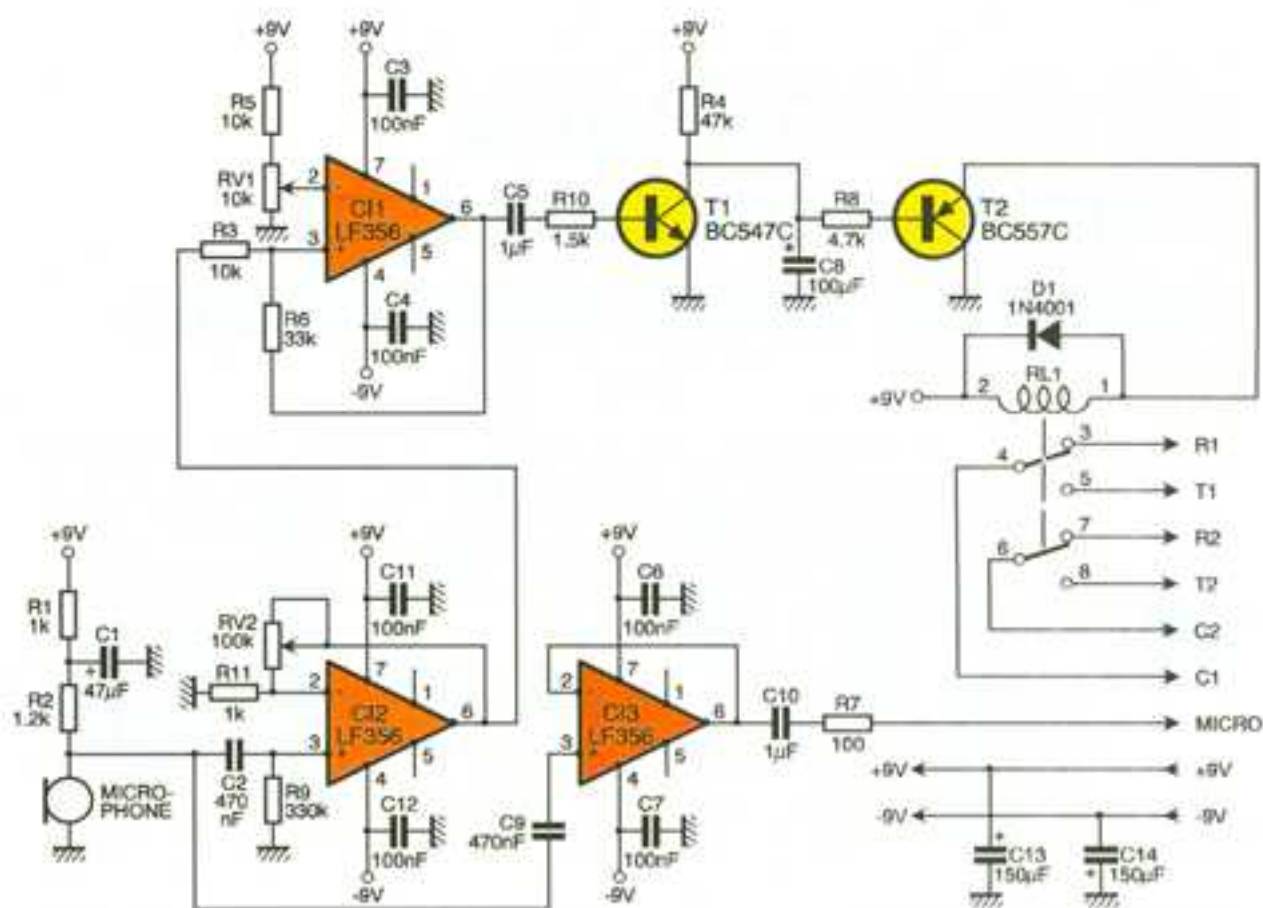 +9V
+9V
+9V
R5
10k
C3
100nF
R4
47k
RV1
10k
2
-
7
1
CI1
LF356
6
5
3
+
4
R3
10k
C5
1µF
R10
1.5k
T1
BC547C
R8
4.7k
T2
BC557C
C8
+
100µF
R6
33k
C4
100nF
-9V
D1
1N4001
RL1
+9V
2
1
3
R1
4
5
T1
7
R2
6
8
T2
C2
C1
MICRO
+9V
+9V
-9V
-9V
+
C13
150µF
C14
+
150µF
+9V
R1
1k
C1
+
47µF
R2
1.2k
MICRO-
PHONE
+9V
C11
100nF
RV2
100k
R11
1k
2
-
7
1
CI2
LF356
6
5
3
+
4
C2
470
nF
R9
330k
C12
100nF
-9V
+9V
C6
100nF
2
-
7
1
CI3
LF356
6
5
3
+
4
C10
1µF
R7
100
C9
470nF
C7
100nF
-9V